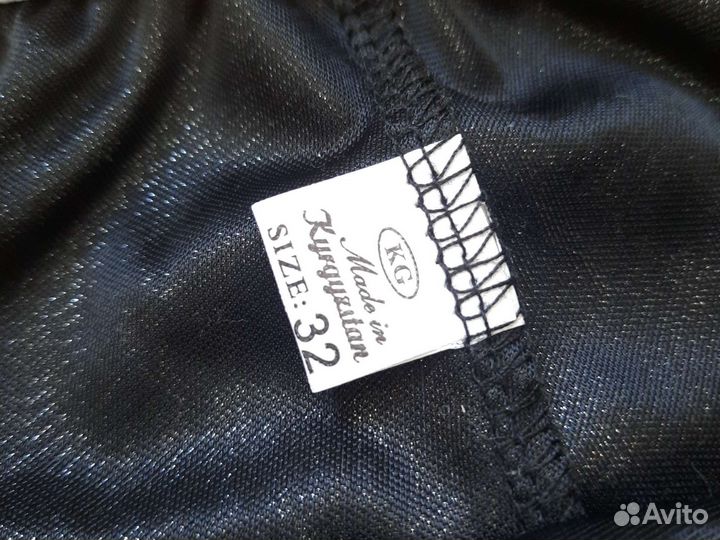 KG
Made in
Kyrgyzstan
SIZE: 32
Avito